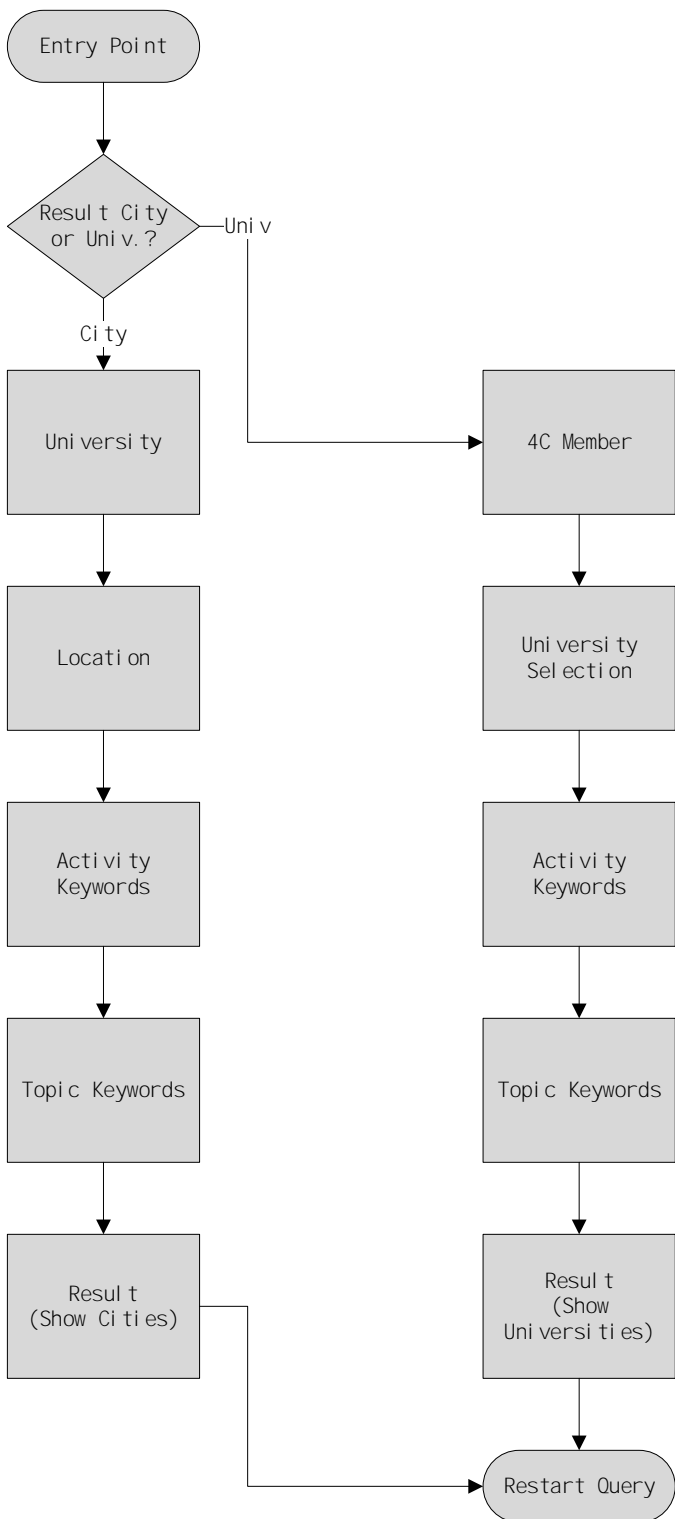 Entry Point
Result City
or Univ.?
Univ
City
University
4C Member
Location
University
Selection
Activity
Keywords
Activity
Keywords
Topic Keywords
Topic Keywords
Result
(Show Cities)
Result
(Show
Universities)
Restart Query